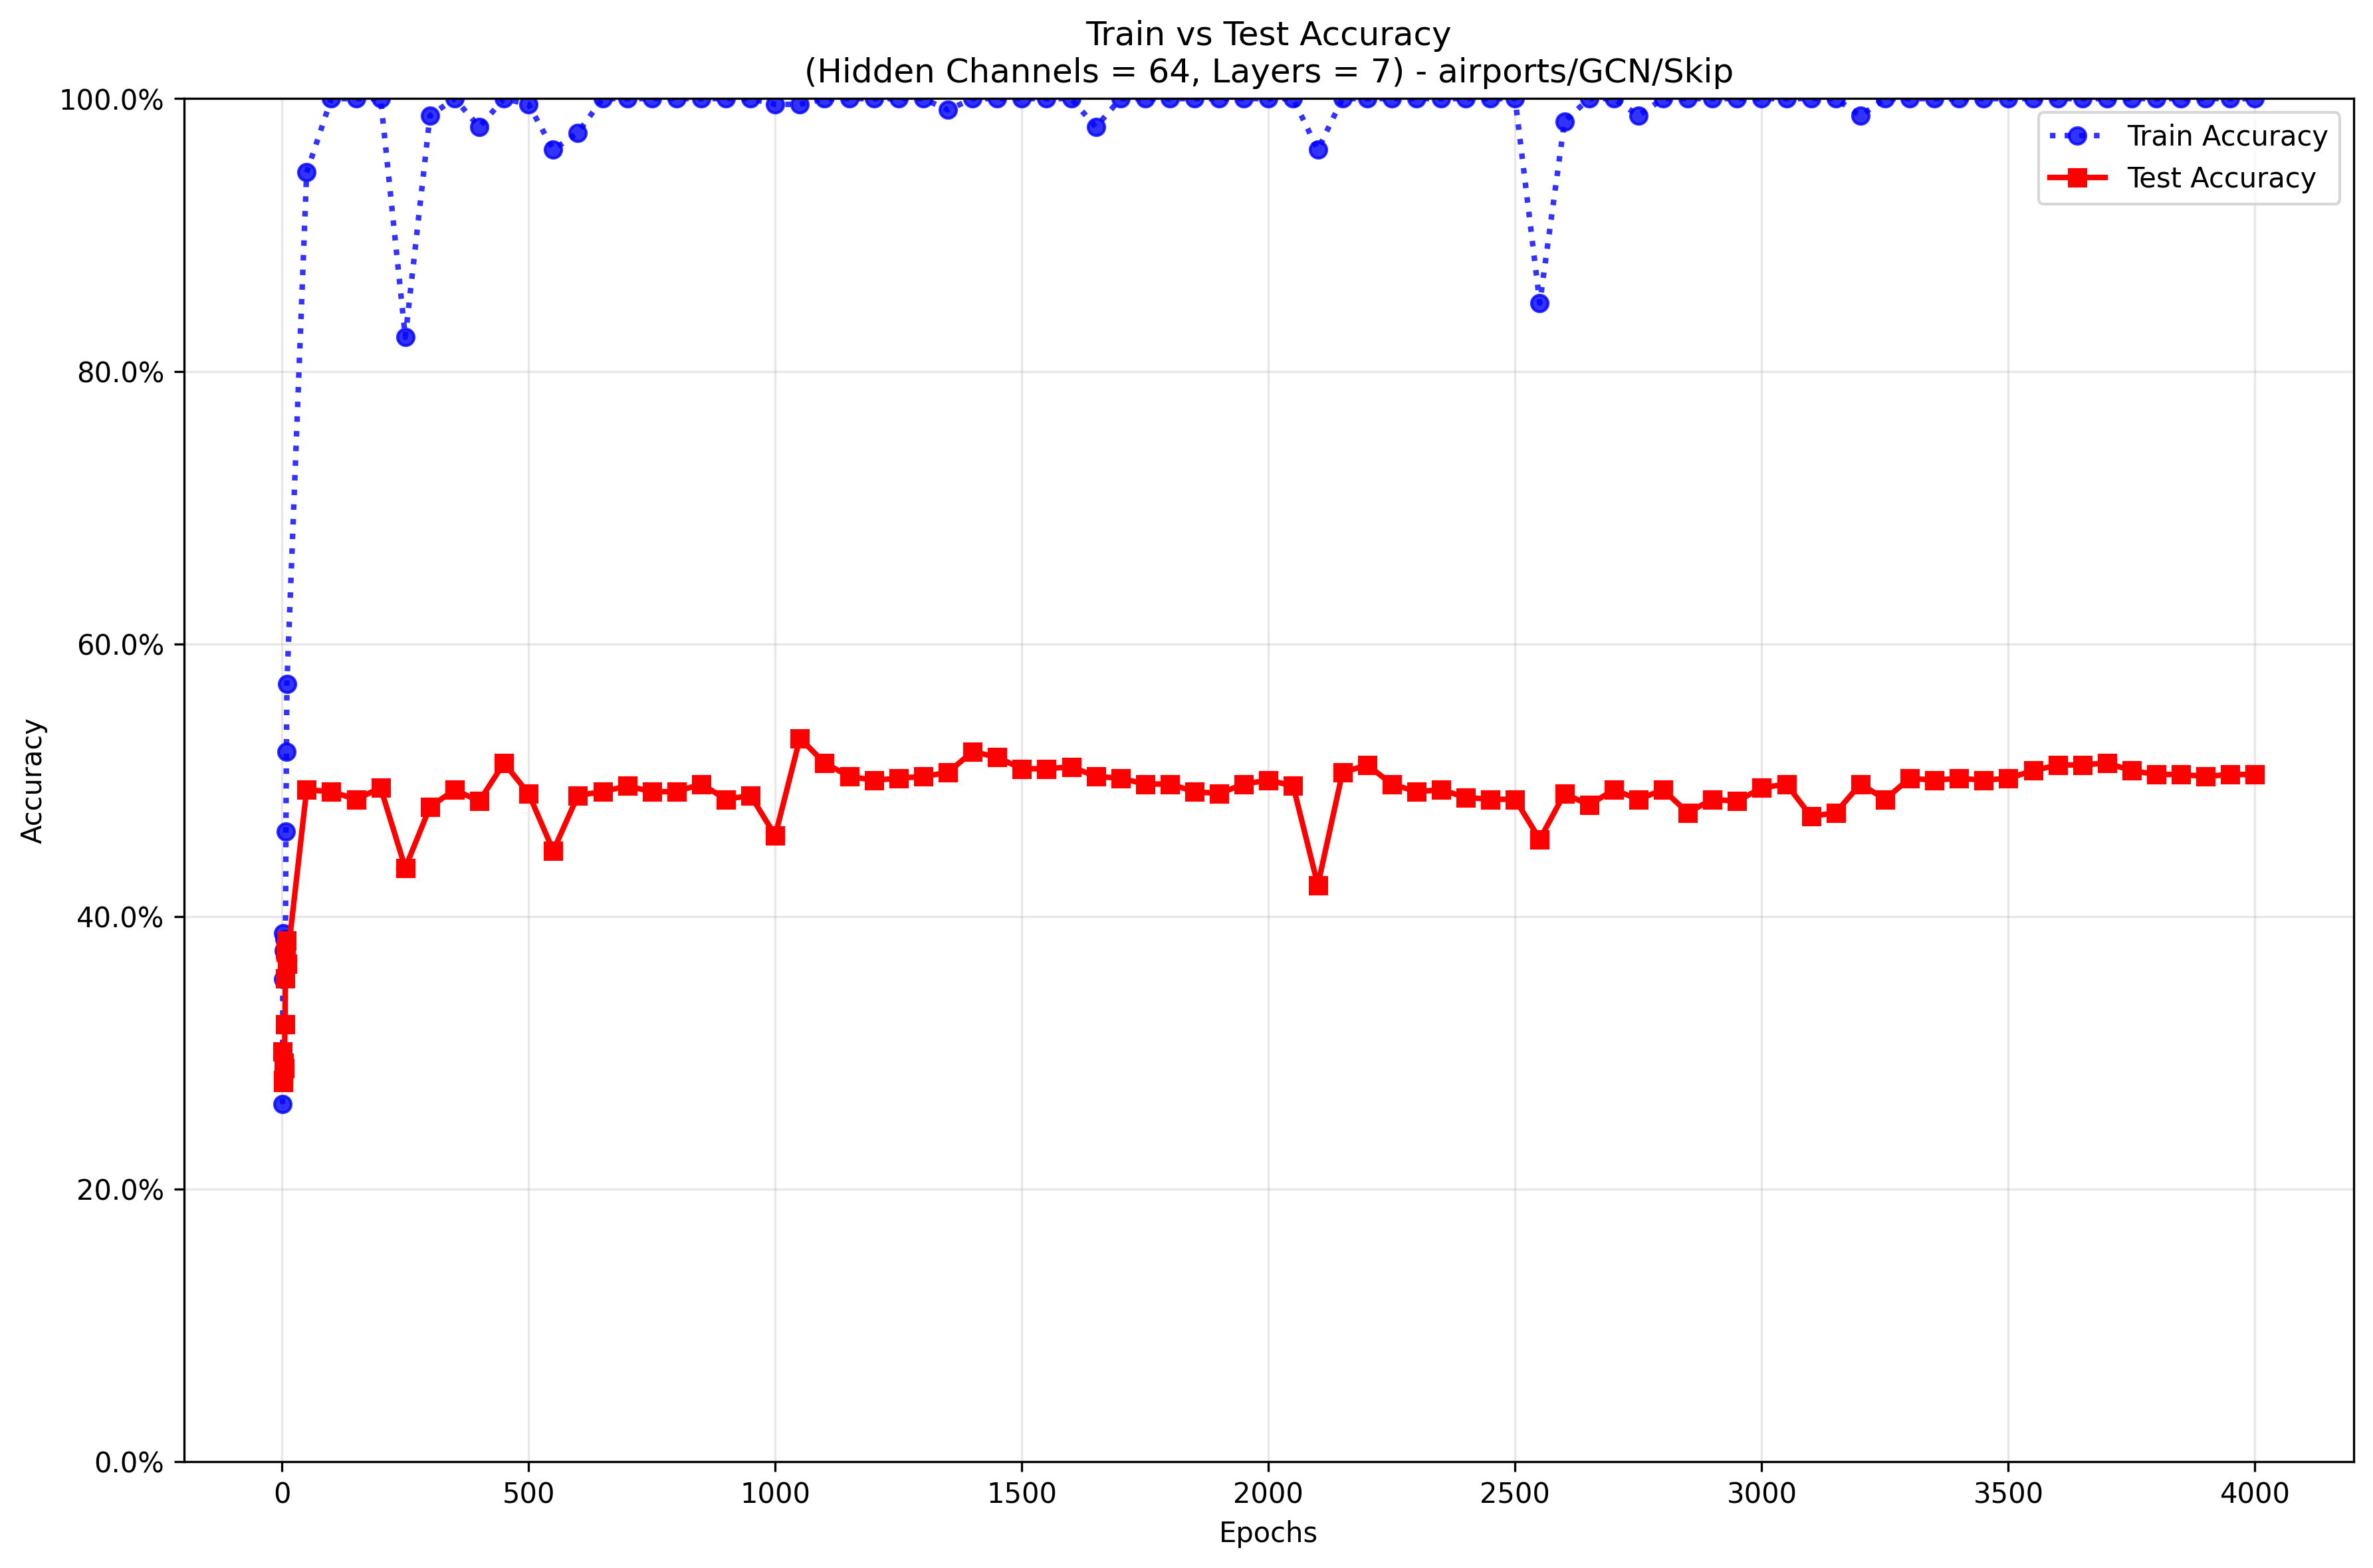 Train vs Test Accuracy
(Hidden Channels = 64, Layers = 7) - airports/GCN/Skip
100.0%
80.0%
60.0%
40.0%
20.0%
0.0%
Accuracy
Train Accuracy
Test Accuracy
0 500 1000 1500 2000 2500 3000 3500 4000
Epochs